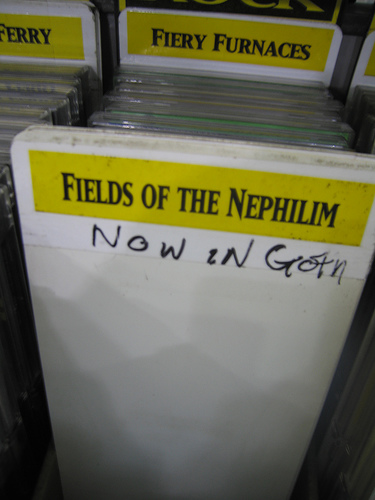 FERRY
FIERY FURNACES
FIELDS OF THE NEPHILIM
NOW IN GOTH